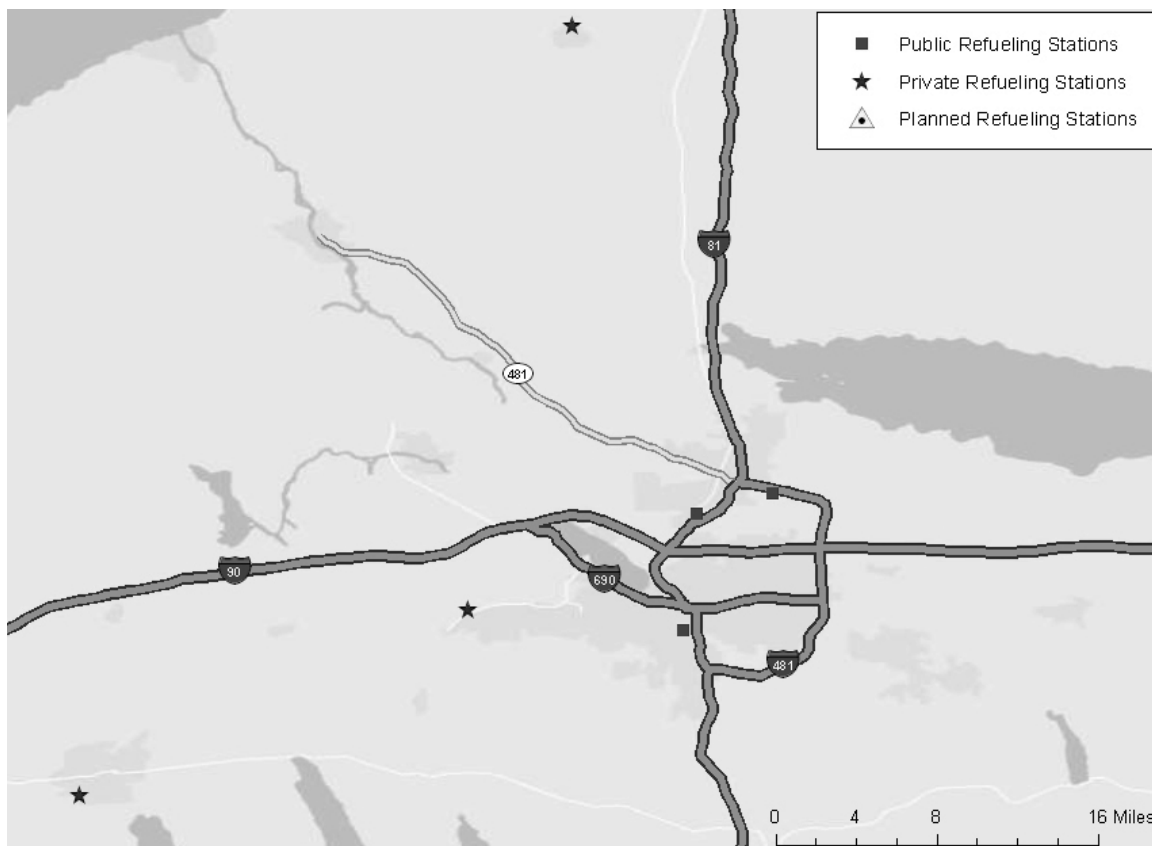 Public Refueling Stations
Private Refueling Stations
Planned Refueling Stations
81
481
90
690
481
0 4 8 16 Miles